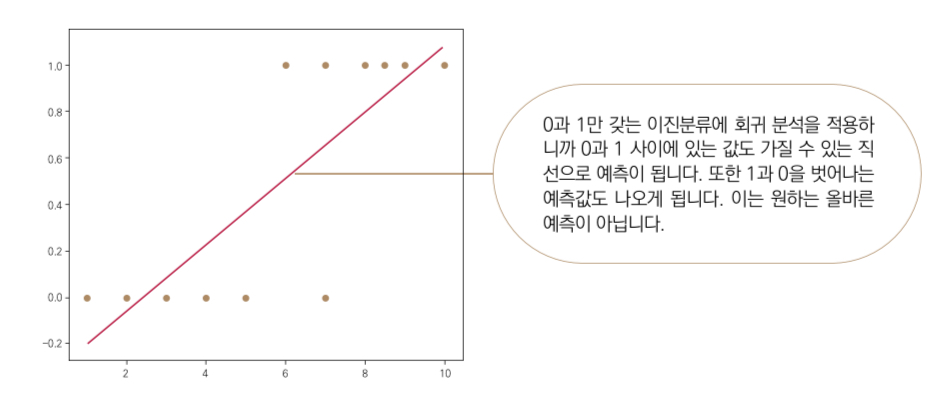 1.0
0.8
0.6
0.4
0.2
0.0
-0.2
2 4 6 8 10
0과 1만 갖는 이진분류에 회귀 분석을 적용하
니까 0과 1 사이에 있는 값도 가질 수 있는 직
선으로 예측이 됩니다. 또한 1과 0을 벗어나는
예측값도 나오게 됩니다. 이는 원하는 올바른
예측이 아닙니다.